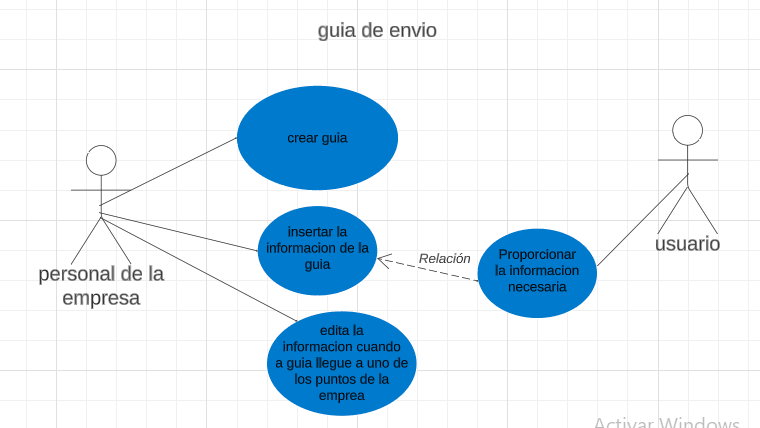 guia de envio
crear guia
insertar la
informacion de la
guia
Relación
Proporcionar
la informacion
necesaria
usuario
personal de la
empresa
edita la
informacion cuando
a guia llegue a uno de
los puntos de la
emprea
Activar Windows